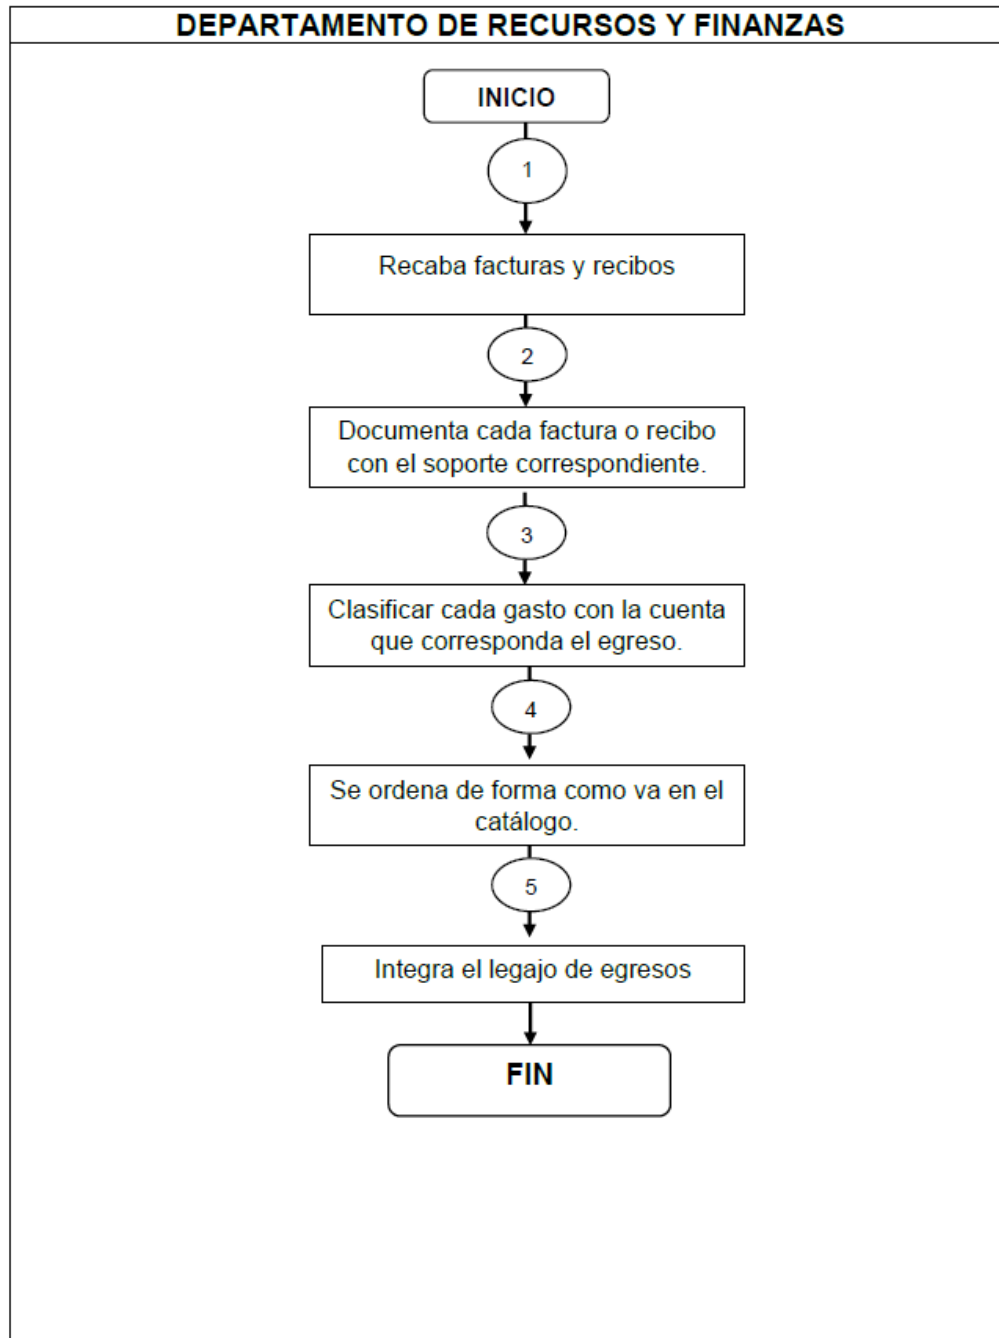 DEPARTAMENTO DE RECURSOS Y FINANZAS
INICIO
1
Recaba facturas y recibos
2
Documenta cada factura o recibo
con el soporte correspondiente.
3
Clasificar cada gasto con la cuenta
que corresponda el egreso.
4
Se ordena de forma como va en el
catálogo.
5
Integra el legajo de egresos
FIN